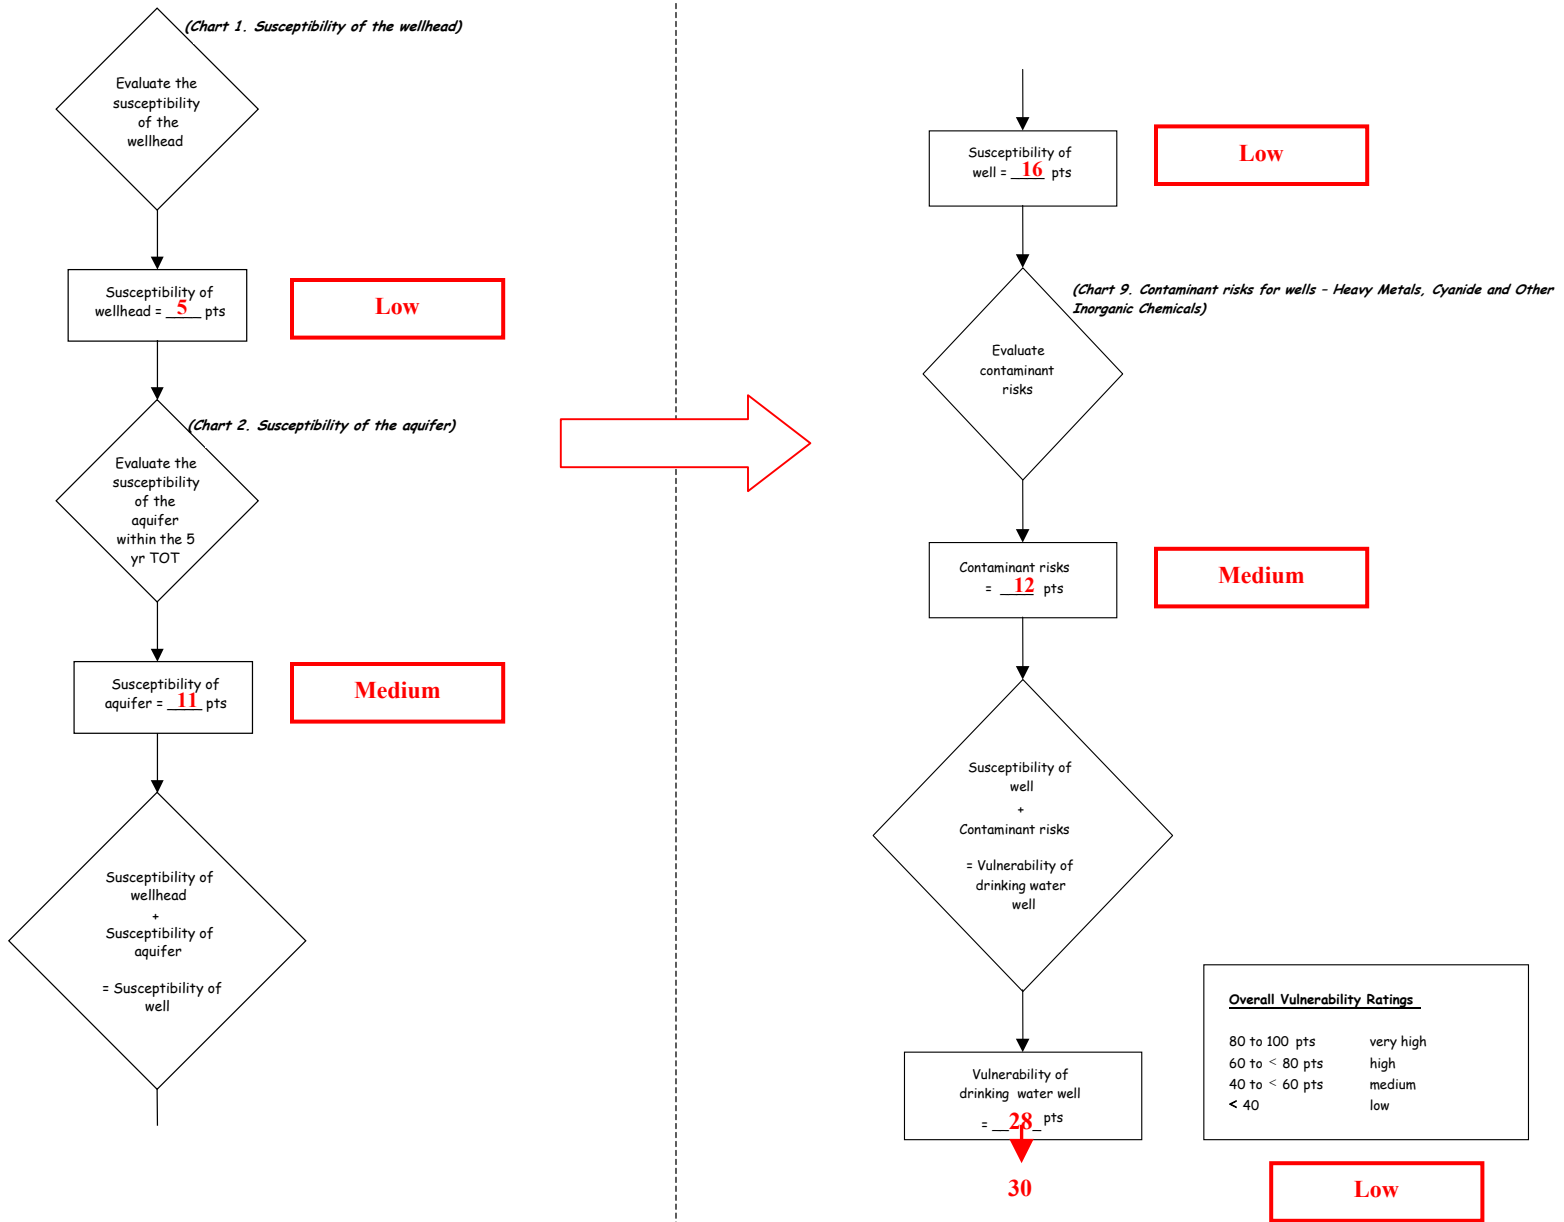 (Chart 1. Susceptibility of the wellhead)
Evaluate the
susceptibility
of the
wellhead
Susceptibility of
wellhead = __5__ pts
Low
(Chart 2. Susceptibility of the aquifer)
Evaluate the
susceptibility
of the
aquifer
within the 5
yr TOT
Susceptibility of
aquifer = __11__ pts
Medium
Susceptibility of
wellhead
+
Susceptibility of
aquifer
= Susceptibility of
well
Susceptibility of
well = __16__ pts
Low
(Chart 9. Contaminant risks for wells – Heavy Metals, Cyanide and Other
Inorganic Chemicals)
Evaluate
contaminant
risks
Contaminant risks
= __12__ pts
Medium
Susceptibility of
well
+
Contaminant risks
= Vulnerability of
drinking water
well
Vulnerability of
drinking water well
= __28_ pts
30
Overall Vulnerability Ratings
80 to 100 pts very high
60 to < 80 pts high
40 to < 60 pts medium
< 40 low
Low